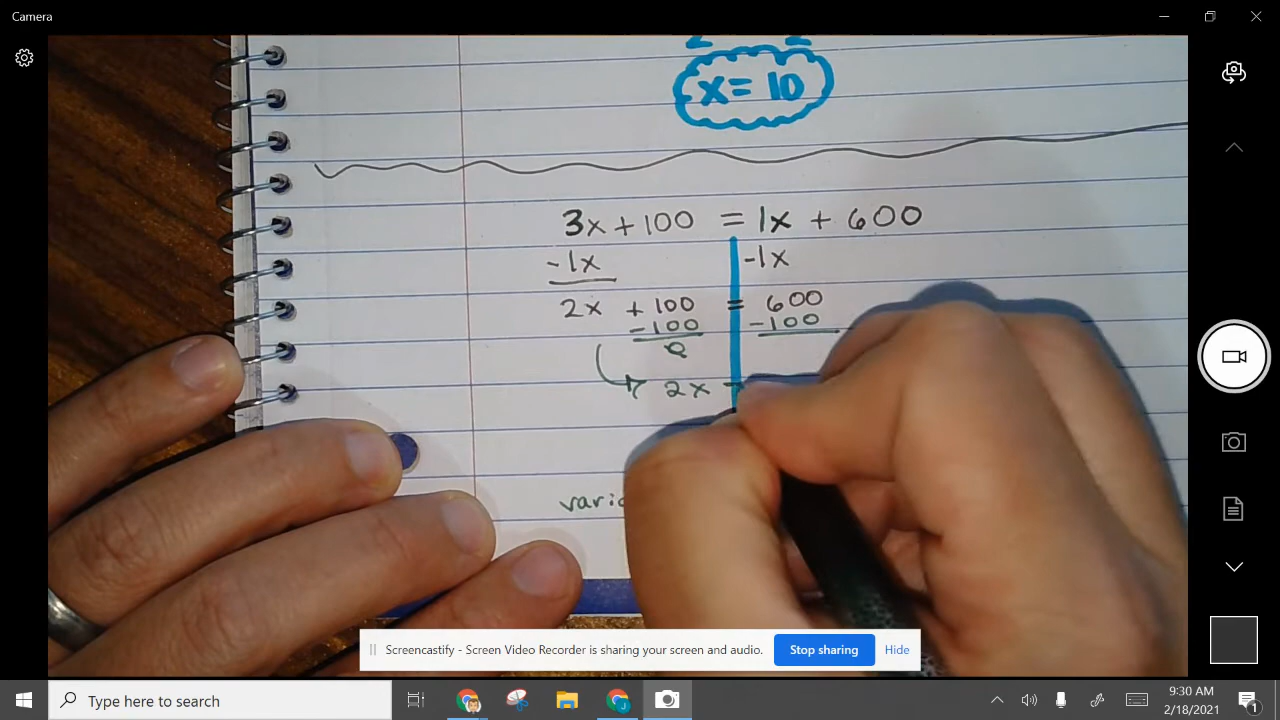 Camera
x = 10
3x + 100 = 1x + 600
-1x -1x
2x + 100 = 600
-100 -100
0
2x
Screencastify - Screen Video Recorder is sharing your screen and audio.
Stop sharing
Hide
Type here to search
9:30 AM
2/18/2021
1